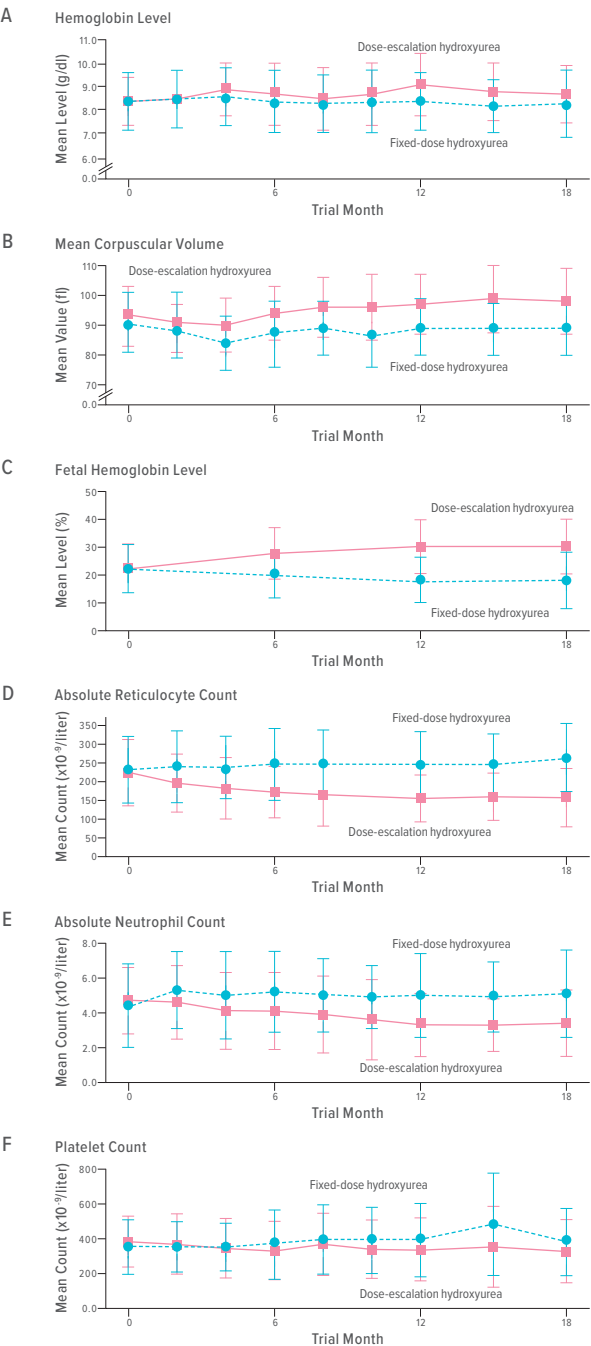 A Hemoglobin Level
Dose-escalation hydroxyurea
Mean Level (g/dl)
11.0
10.0
9.0
8.0
7.0
6.0
0.0
Fixed-dose hydroxyurea
0 6 12 18
Trial Month
B Mean Corpuscular Volume
Dose-escalation hydroxyurea
Mean Value (fl)
110
100
90
80
70
0.0
Fixed-dose hydroxyurea
0 6 12 18
Trial Month
C Fetal Hemoglobin Level
Dose-escalation hydroxyurea
Mean Level (%)
50
40
30
20
10
0
Fixed-dose hydroxyurea
0 6 12 18
Trial Month
D Absolute Reticulocyte Count
Fixed-dose hydroxyurea
Mean Count (x10⁻⁹/liter)
350
300
250
200
150
100
50
0
Dose-escalation hydroxyurea
0 6 12 18
Trial Month
E Absolute Neutrophil Count
Fixed-dose hydroxyurea
Mean Count (x10⁻⁹/liter)
8.0
6.0
4.0
2.0
0.0
Dose-escalation hydroxyurea
0 6 12 18
Trial Month
F Platelet Count
Fixed-dose hydroxyurea
Mean Count (x10⁻⁹/liter)
800
600
400
200
0.0
Dose-escalation hydroxyurea
0 6 12 18
Trial Month